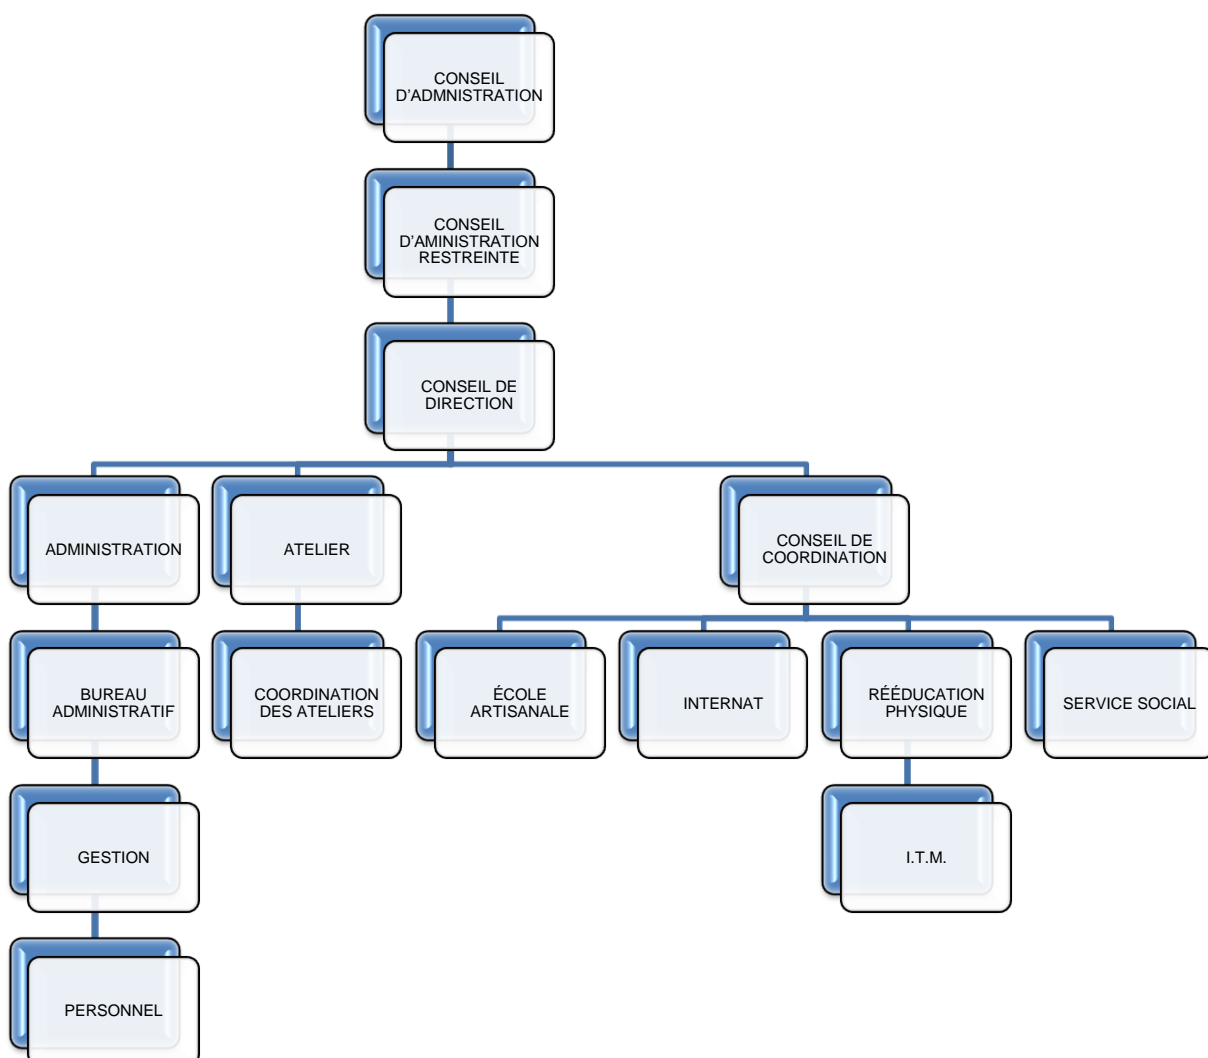 CONSEIL
D'ADMNISTRATION
CONSEIL
D'AMINISTRATION
RESTREINTE
CONSEIL DE
DIRECTION
ADMINISTRATION
ATELIER
CONSEIL DE
COORDINATION
BUREAU
ADMINISTRATIF
COORDINATION
DES ATELIERS
ÉCOLE
ARTISANALE
INTERNAT
RÉÉDUCATION
PHYSIQUE
SERVICE SOCIAL
GESTION
I.T.M.
PERSONNEL